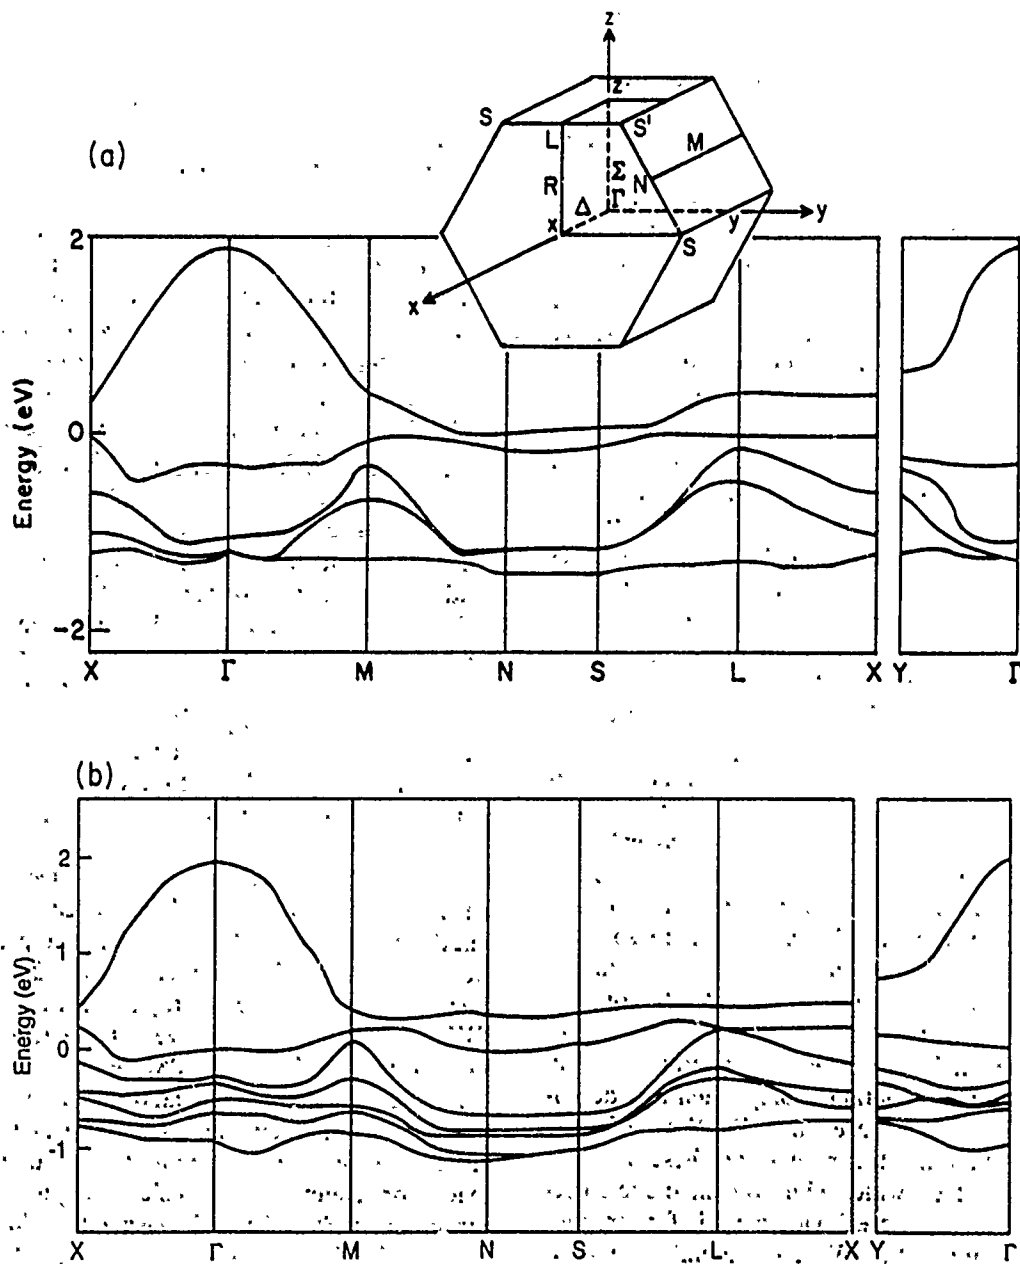 z
S
z
L
S'
M
(a)
R
Σ
N
Δ
Γ
x
y
y
S
x
2
0
-2
Energy (eV)
X Γ M N S L X Y Γ
(b)
2
1
0
-1
Energy (eV)
X Γ M N S L X Y Γ